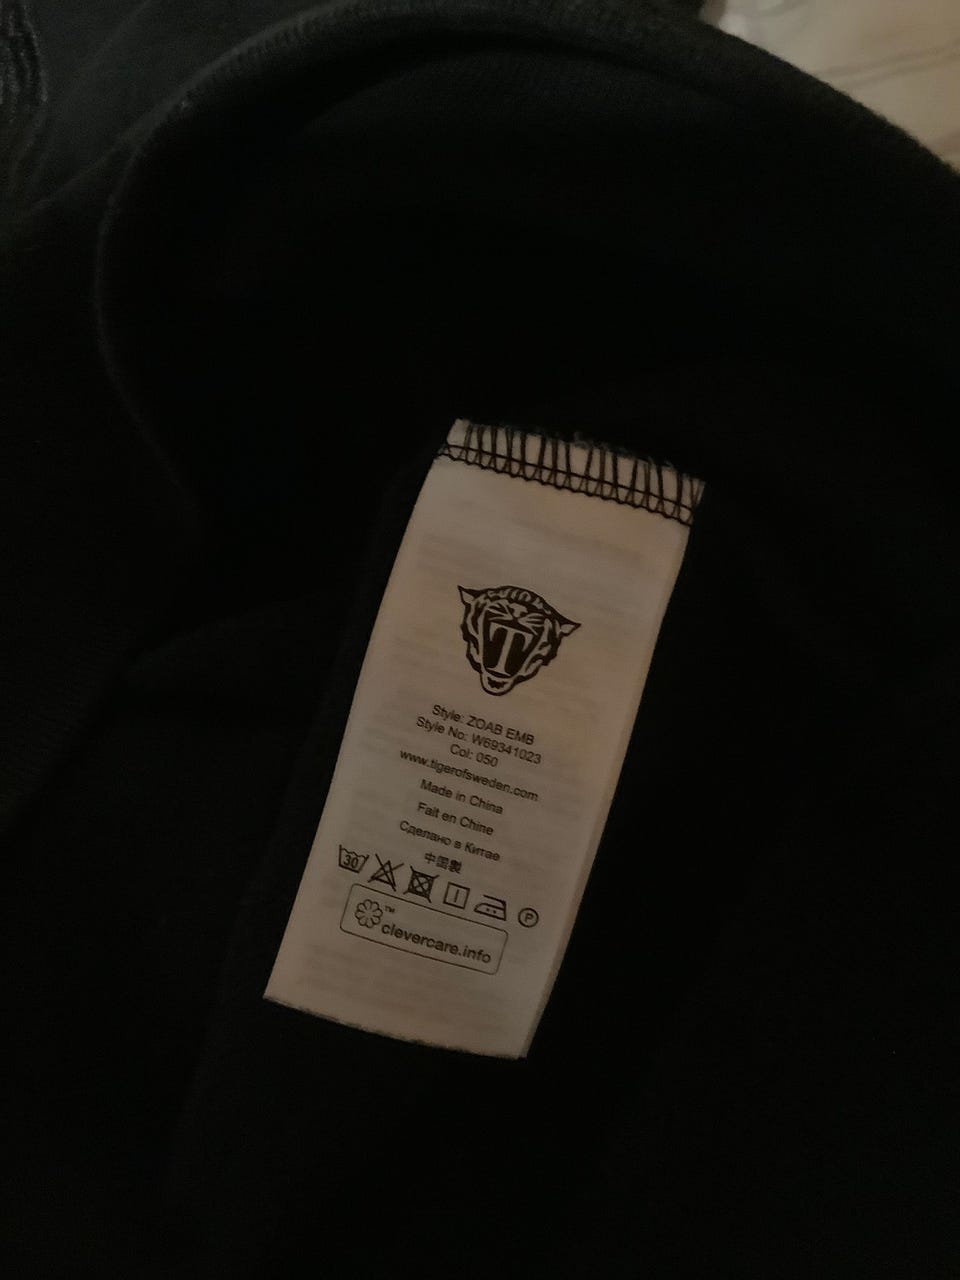 T
Style: ZOAB EMB
Style No: W69341023
Col: 050
www.tigerofsweden.com
Made in China
Fait en Chine
Сделано в Китае
中国製
30 P
™
clevercare.info